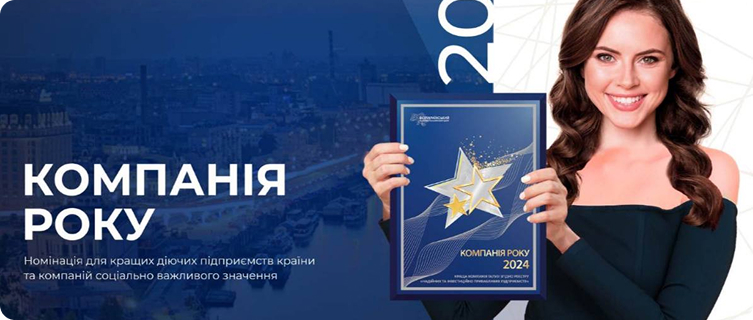 КОМПАНІЯ
РОКУ
Номінація для кращих діючих підприємств країни
та компаній соціально важливого значення
20
КОМПАНІЯ РОКУ
2024